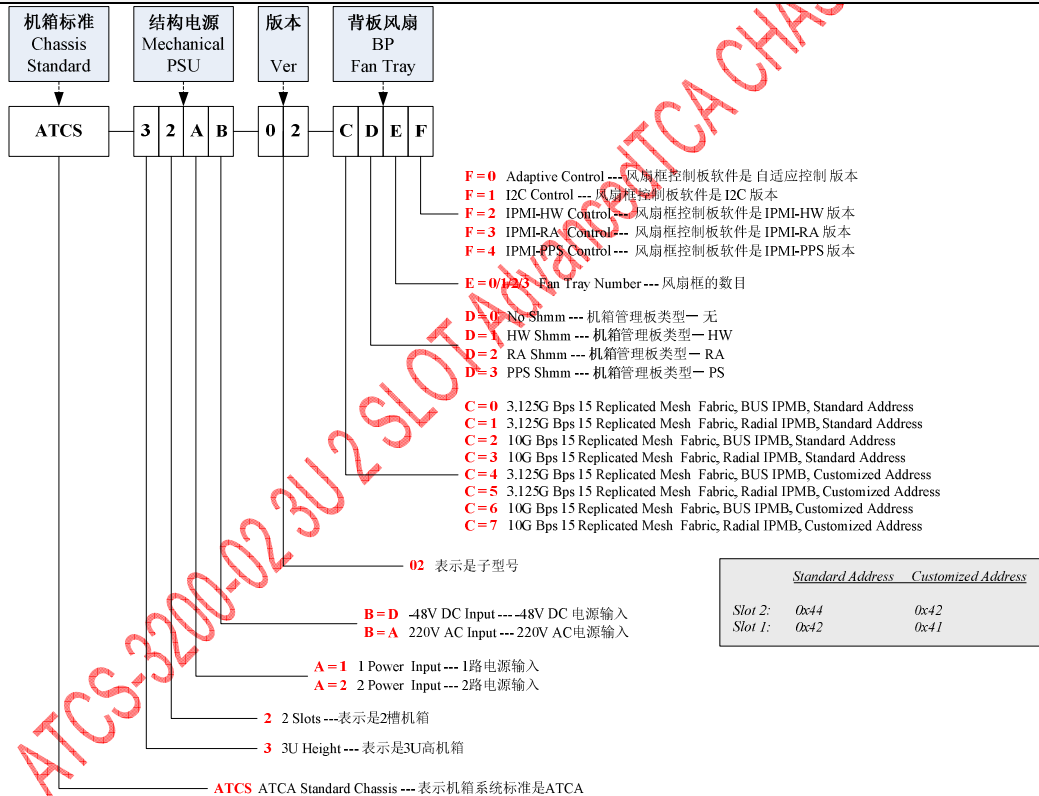 机箱标准
Chassis
Standard
结构电源
Mechanical
PSU
版本
Ver
背板风扇
BP
Fan Tray
ATCS
3 2 A B
0 2
C D E F
F = 0 Adaptive Control --- 风扇框控制板软件是 自适应控制 版本
F = 1 I2C Control --- 风扇框控制板软件是 I2C 版本
F = 2 IPMI-HW Control --- 风扇框控制板软件是 IPMI-HW 版本
F = 3 IPMI-RA Control --- 风扇框控制板软件是 IPMI-RA 版本
F = 4 IPMI-PPS Control --- 风扇框控制板软件是 IPMI-PPS 版本
E = 0/1/2/3 Fan Tray Number --- 风扇框的数目
D = 0 No Shmm --- 机箱管理板类型一 无
D = 1 HW Shmm --- 机箱管理板类型一 HW
D = 2 RA Shmm --- 机箱管理板类型一 RA
D = 3 PPS Shmm --- 机箱管理板类型一 PS
C = 0 3.125G Bps 15 Replicated Mesh Fabric, BUS IPMB, Standard Address
C = 1 3.125G Bps 15 Replicated Mesh Fabric, Radial IPMB, Standard Address
C = 2 10G Bps 15 Replicated Mesh Fabric, BUS IPMB, Standard Address
C = 3 10G Bps 15 Replicated Mesh Fabric, Radial IPMB, Standard Address
C = 4 3.125G Bps 15 Replicated Mesh Fabric, BUS IPMB, Customized Address
C = 5 3.125G Bps 15 Replicated Mesh Fabric, Radial IPMB, Customized Address
C = 6 10G Bps 15 Replicated Mesh Fabric, BUS IPMB, Customized Address
C = 7 10G Bps 15 Replicated Mesh Fabric, Radial IPMB, Customized Address
02 表示是子型号
Standard Address Customized Address
Slot 2: 0x44 0x42
Slot 1: 0x42 0x41
B = D -48V DC Input --- -48V DC 电源输入
B = A 220V AC Input --- 220V AC电源输入
A = 1 1 Power Input --- 1路电源输入
A = 2 2 Power Input --- 2路电源输入
2 2 Slots ---表示是2槽机箱
3 3U Height --- 表示是3U高机箱
ATCS ATCA Standard Chassis --- 表示机箱系统标准是ATCA
ATCS-3200-02 3U 2 SLOT AdvancedTCA CHAS